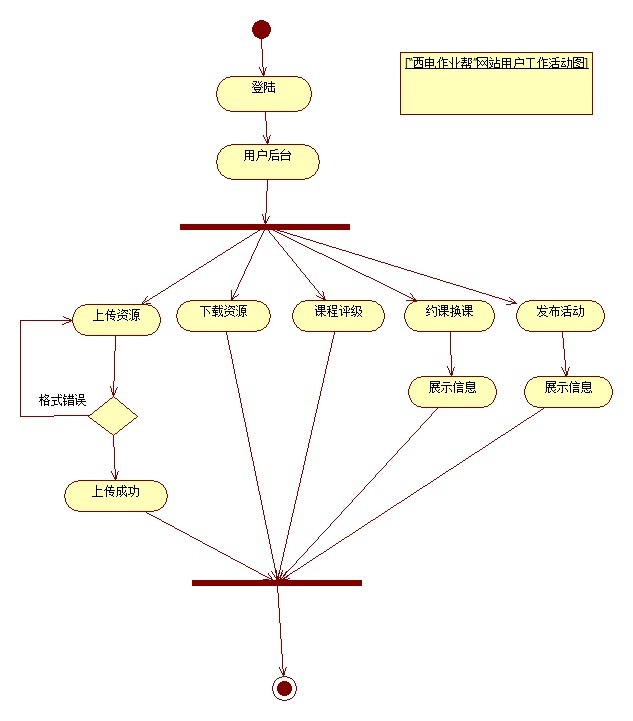 ["西电作业帮"网站用户工作活动图]
登陆
用户后台
上传资源
下载资源
课程评级
约课换课
发布活动
展示信息
展示信息
格式错误
上传成功